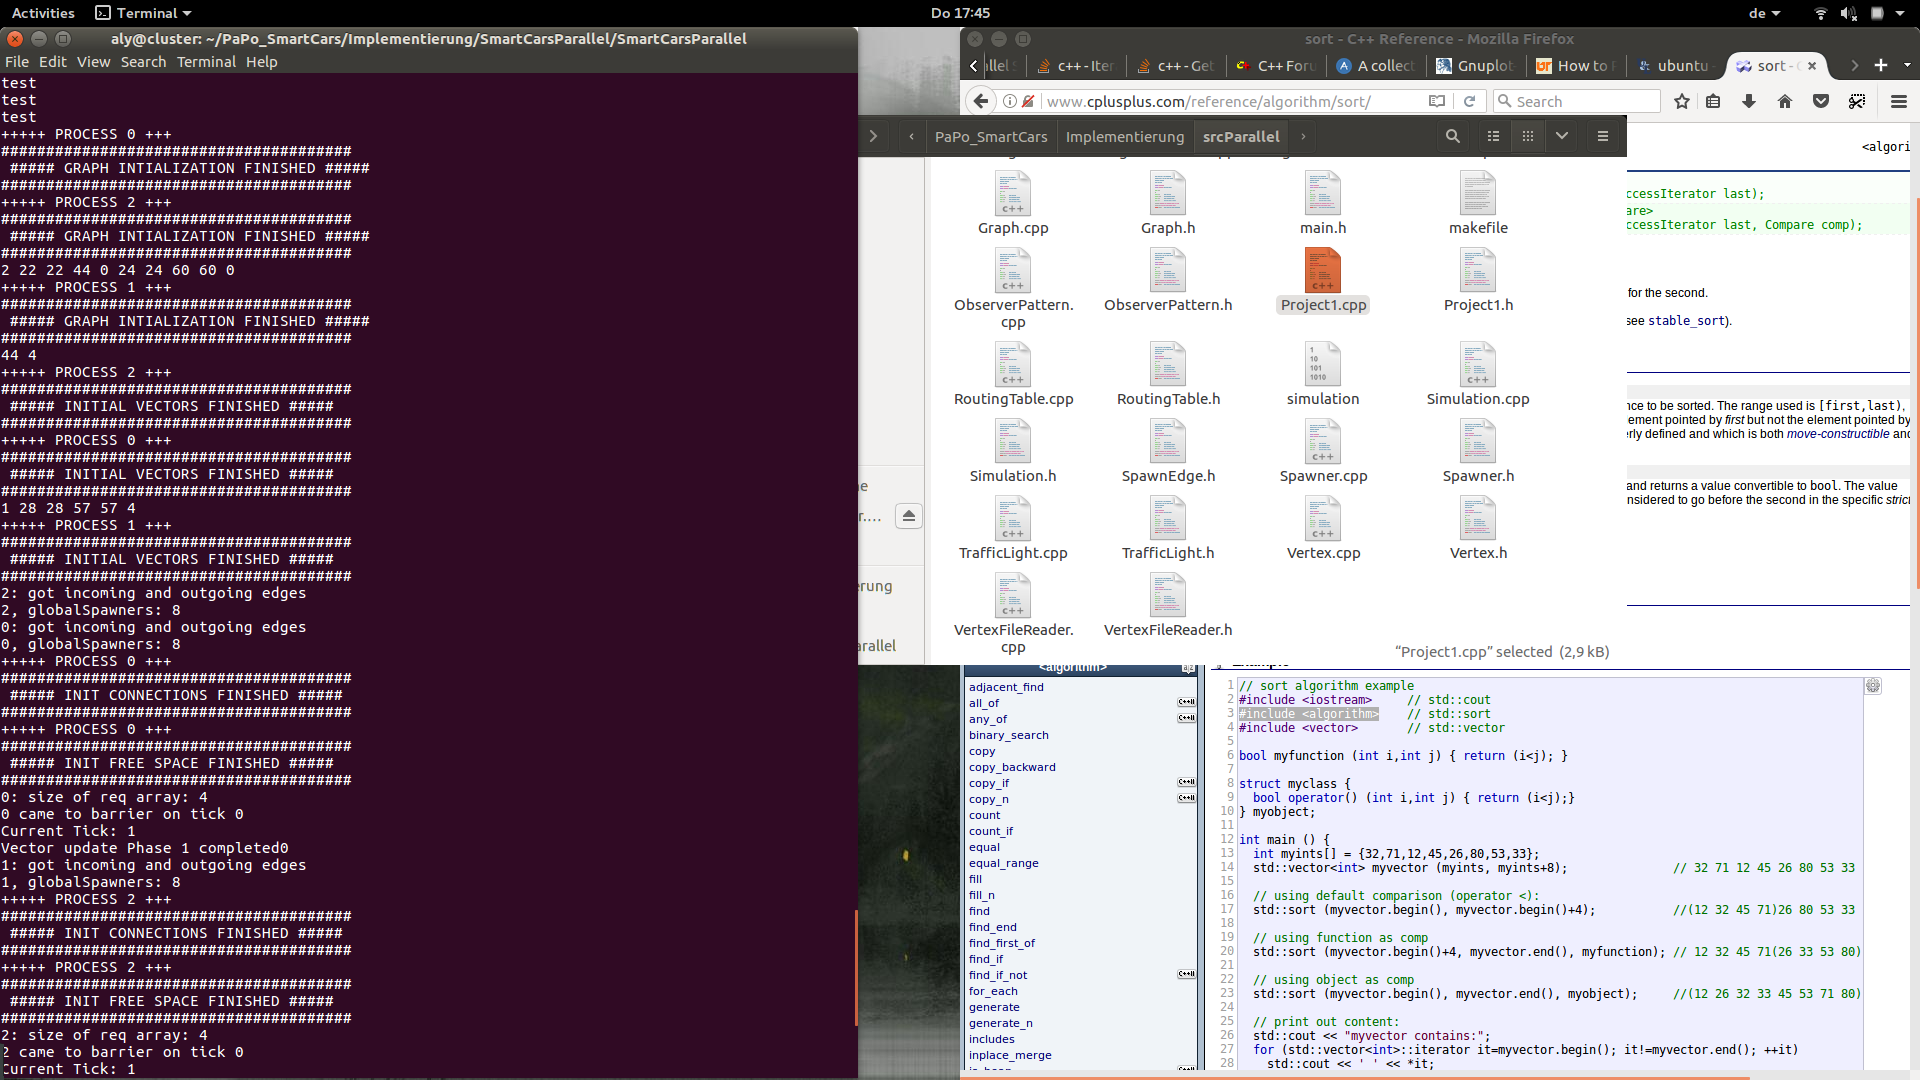 Activities
Terminal
Do 17:45
de
aly@cluster: ~/PaPo_SmartCars/Implementierung/SmartCarsParallel/SmartCarsParallel
File Edit View Search Terminal Help
test
test
test
+++++ PROCESS 0 +++
#######################################
##### GRAPH INTIALIZATION FINISHED #####
#######################################
+++++ PROCESS 2 +++
#######################################
##### GRAPH INTIALIZATION FINISHED #####
#######################################
2 22 22 44 0 24 24 60 60 0
+++++ PROCESS 1 +++
#######################################
##### GRAPH INTIALIZATION FINISHED #####
#######################################
44 4
+++++ PROCESS 2 +++
#######################################
##### INITIAL VECTORS FINISHED #####
#######################################
+++++ PROCESS 0 +++
#######################################
##### INITIAL VECTORS FINISHED #####
#######################################
1 28 28 57 57 4
+++++ PROCESS 1 +++
#######################################
##### INITIAL VECTORS FINISHED #####
#######################################
2: got incoming and outgoing edges
2, globalSpawners: 8
0: got incoming and outgoing edges
0, globalSpawners: 8
+++++ PROCESS 0 +++
#######################################
##### INIT CONNECTIONS FINISHED #####
#######################################
+++++ PROCESS 0 +++
#######################################
##### INIT FREE SPACE FINISHED #####
#######################################
0: size of req array: 4
0 came to barrier on tick 0
Current Tick: 1
Vector update Phase 1 completed0
1: got incoming and outgoing edges
1, globalSpawners: 8
+++++ PROCESS 2 +++
#######################################
##### INIT CONNECTIONS FINISHED #####
#######################################
+++++ PROCESS 2 +++
#######################################
##### INIT FREE SPACE FINISHED #####
#######################################
2: size of req array: 4
2 came to barrier on tick 0
Current Tick: 1
sort - C++ Reference - Mozilla Firefox
c++ - Iter
c++ - Get
C++ Foru
A collect
Gnuplot
How to
ubuntu
sort - C
www.cplusplus.com/reference/algorithm/sort/
Search
PaPo_SmartCars Implementierung srcParallel
Graph.cpp
Graph.h
main.h
makefile
ObserverPattern.cpp
ObserverPattern.h
Project1.cpp
Project1.h
RoutingTable.cpp
RoutingTable.h
1
10
101
1010
simulation
Simulation.cpp
Simulation.h
SpawnEdge.h
Spawner.cpp
Spawner.h
TrafficLight.cpp
TrafficLight.h
Vertex.cpp
Vertex.h
VertexFileReader.cpp
VertexFileReader.h
"Project1.cpp" selected (2,9 kB)
erung
arallel
<algori
ccessIterator last);
are>
ccessIterator last, Compare comp);
for the second.
see stable_sort).
nce to be sorted. The range used is [first,last),
lement pointed by first but not the element pointed by
rly defined and which is both move-constructible and
and returns a value convertible to bool. The value
onsidered to go before the second in the specific stric
<algorithm>
adjacent_find
all_of
any_of
binary_search
copy
copy_backward
copy_if
copy_n
count
count_if
equal
equal_range
fill
fill_n
find
find_end
find_first_of
find_if
find_if_not
for_each
generate
generate_n
includes
inplace_merge
Example
1 // sort algorithm example
2 #include <iostream> // std::cout
3 #include <algorithm> // std::sort
4 #include <vector> // std::vector
5
6 bool myfunction (int i,int j) { return (i<j); }
7
8 struct myclass {
9 bool operator() (int i,int j) { return (i<j);}
10 } myobject;
11
12 int main () {
13 int myints[] = {32,71,12,45,26,80,53,33};
14 std::vector<int> myvector (myints, myints+8); // 32 71 12 45 26 80 53 33
15
16 // using default comparison (operator <):
17 std::sort (myvector.begin(), myvector.begin()+4); //(12 32 45 71)26 80 53 33
18
19 // using function as comp
20 std::sort (myvector.begin()+4, myvector.end(), myfunction); // 12 32 45 71(26 33 53 80)
21
22 // using object as comp
23 std::sort (myvector.begin(), myvector.end(), myobject); //(12 26 32 33 45 53 71 80)
24
25 // print out content:
26 std::cout << "myvector contains:";
27 for (std::vector<int>::iterator it=myvector.begin(); it!=myvector.end(); ++it)
28 std::cout << ' ' << *it;